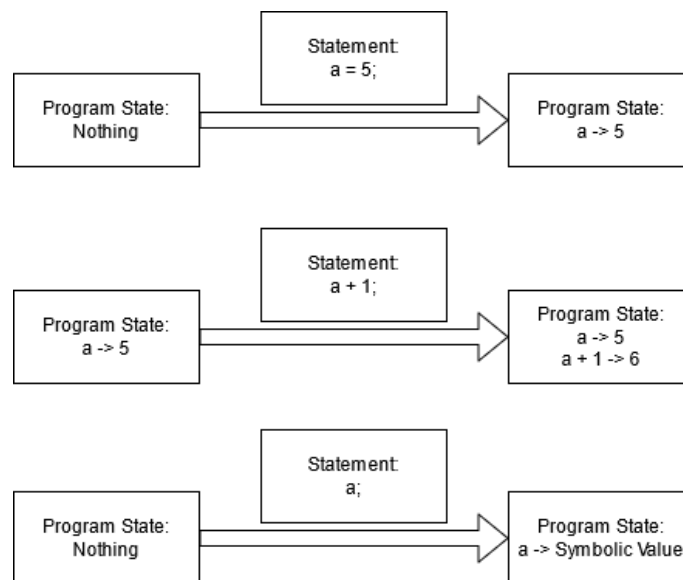 Statement:
a = 5;
Program State:
Nothing
Program State:
a -> 5
Statement:
a + 1;
Program State:
a -> 5
Program State:
a -> 5
a + 1 -> 6
Statement:
a;
Program State:
Nothing
Program State:
a -> Symbolic Value